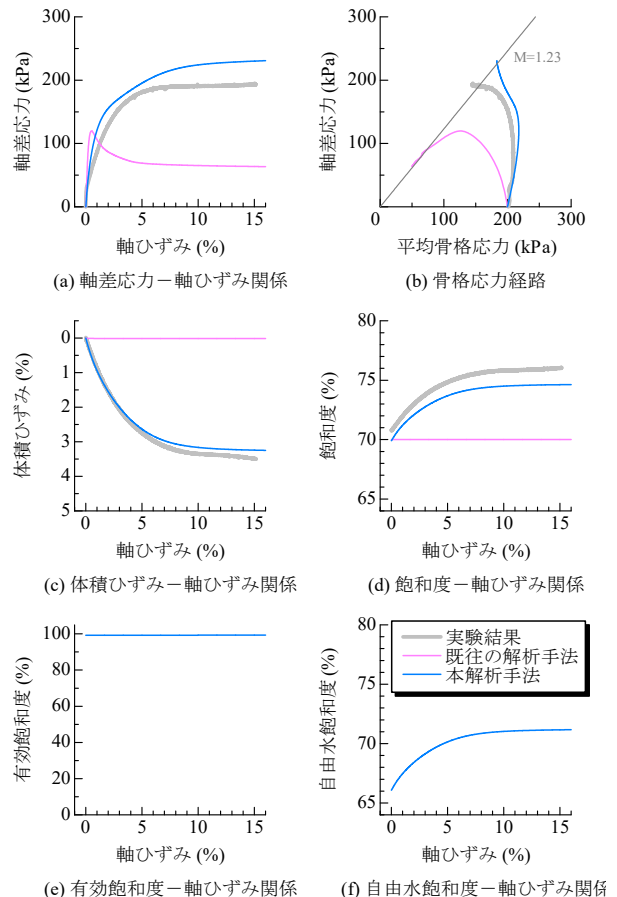 300
200
100
0
軸差応力 (kPa)
0 5 10 15
軸ひずみ (%)
(a) 軸差応力－軸ひずみ関係
300
200
100
0
軸差応力 (kPa)
M=1.23
0 100 200 300
平均骨格応力 (kPa)
(b) 骨格応力経路
0
1
2
3
4
5
体積ひずみ (%)
0 5 10 15
軸ひずみ (%)
(c) 体積ひずみ－軸ひずみ関係
80
75
70
65
飽和度 (%)
0 5 10 15
軸ひずみ (%)
(d) 飽和度－軸ひずみ関係
100
80
60
40
20
0
有効飽和度 (%)
0 5 10 15
軸ひずみ (%)
(e) 有効飽和度－軸ひずみ関係
80
75
70
65
自由水飽和度 (%)
実験結果
既往の解析手法
本解析手法
0 5 10 15
軸ひずみ (%)
(f) 自由水飽和度－軸ひずみ関係